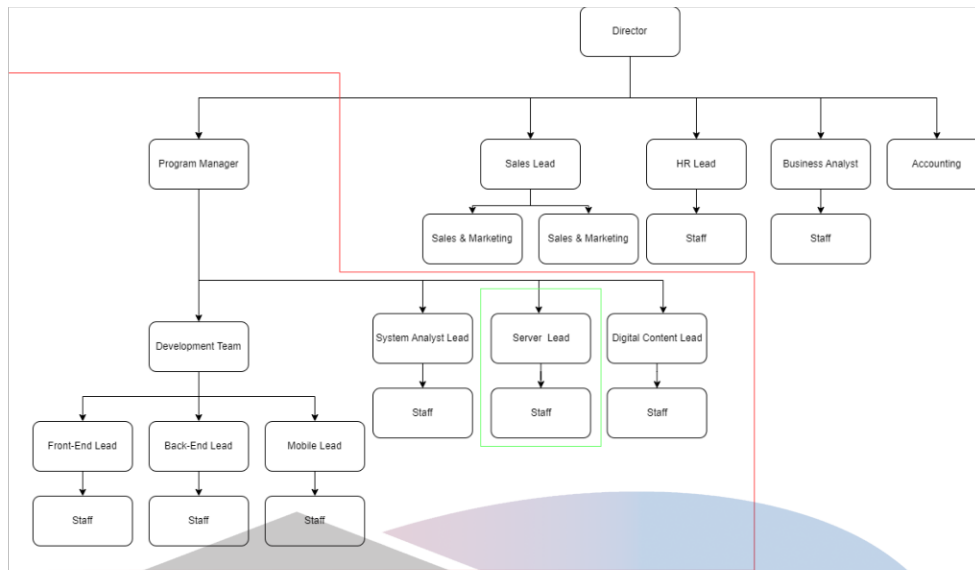 Director
Program Manager
Sales Lead
HR Lead
Business Analyst
Accounting
Sales & Marketing
Sales & Marketing
Staff
Staff
Development Team
System Analyst Lead
Server Lead
Digital Content Lead
Staff
Staff
Staff
Front-End Lead
Back-End Lead
Mobile Lead
Staff
Staff
Staff